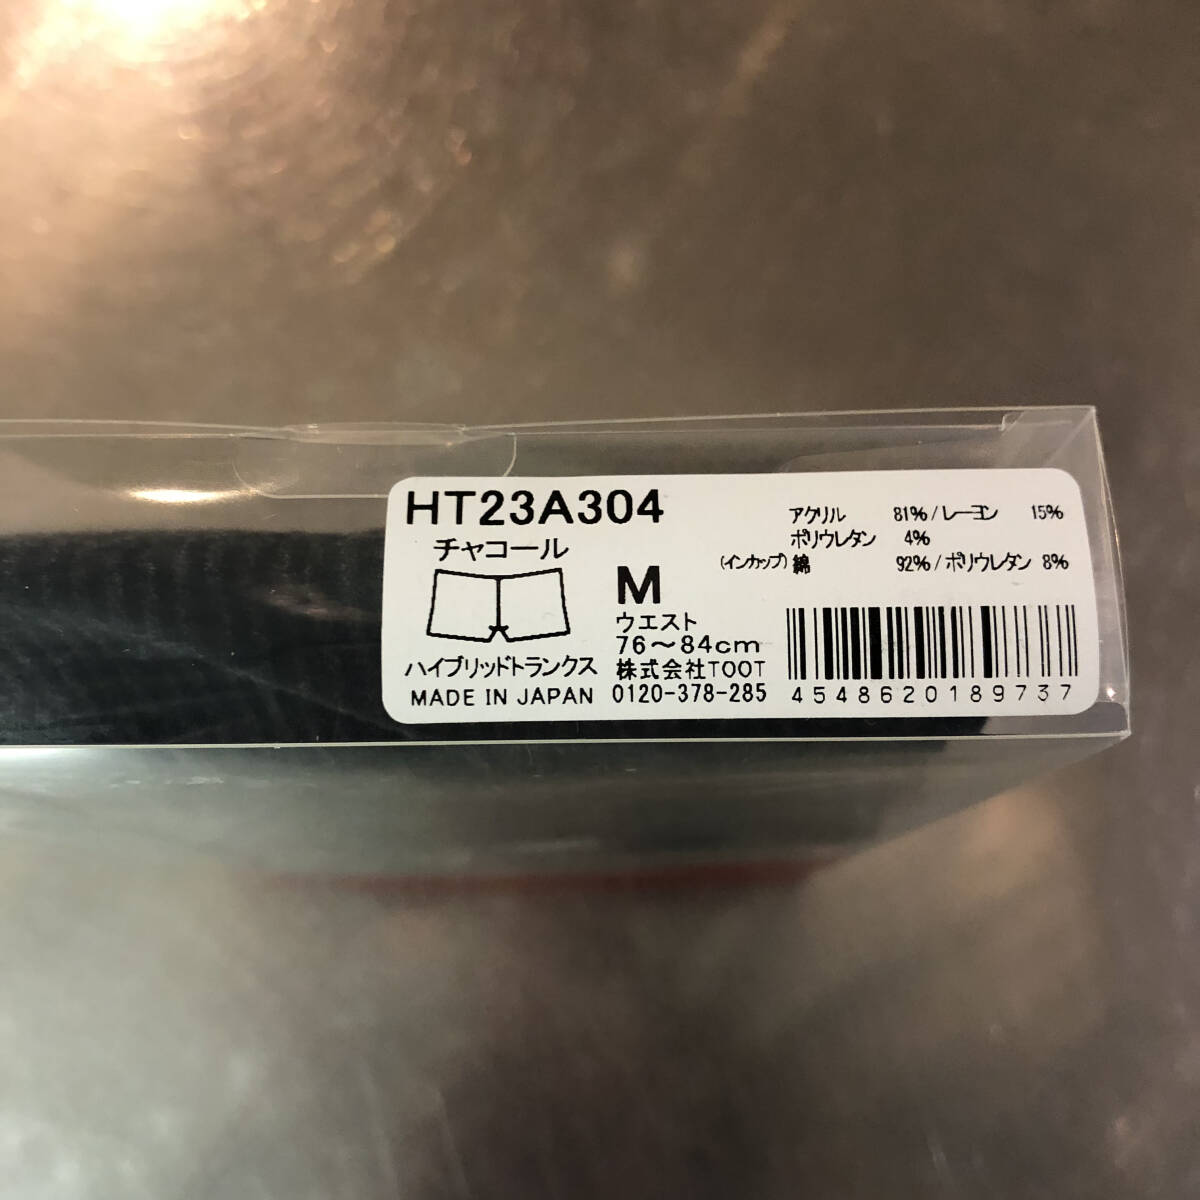 HT23A304
チャコール
ハイブリッドトランクス
MADE IN JAPAN
M
ウエスト
76～84cm
株式会社TOOT
0120-378-285
アクリル 81% / レーヨン 15%
ポリウレタン 4%
(インカップ) 綿 92% / ポリウレタン 8%
4548620189737